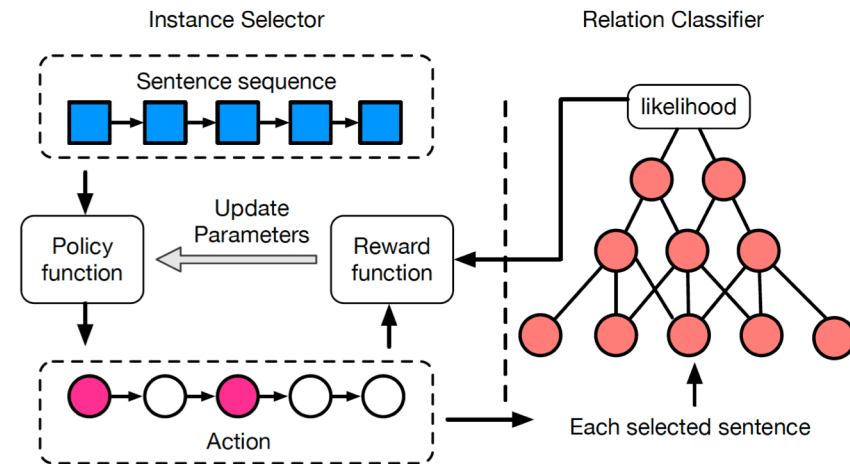 Instance Selector
Relation Classifier
Sentence sequence
likelihood
Update
Parameters
Policy
function
Reward
function
Action
Each selected sentence